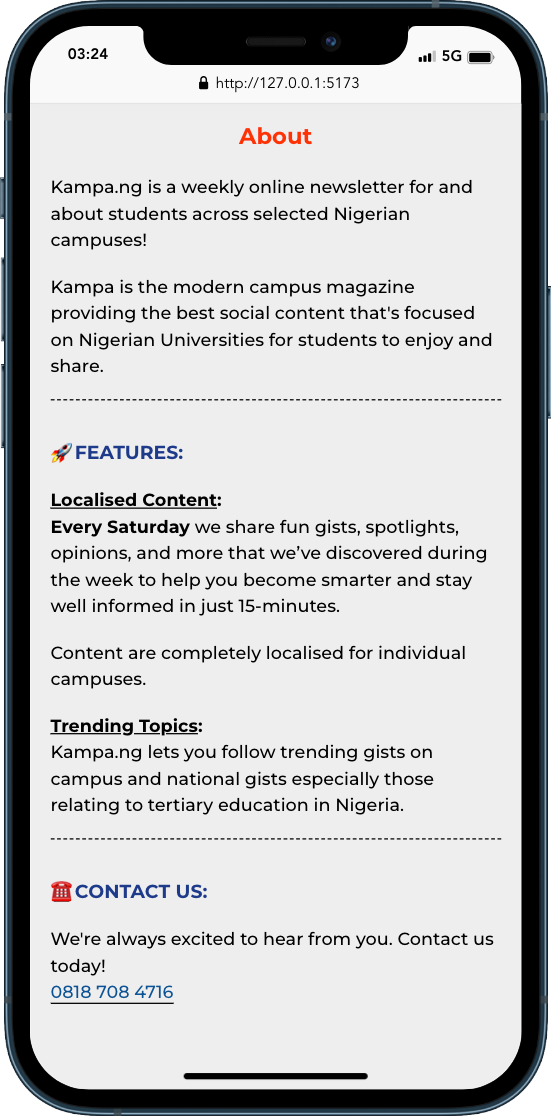 03:24
5G
http://127.0.0.1:5173
About
Kampa.ng is a weekly online newsletter for and
about students across selected Nigerian
campuses!
Kampa is the modern campus magazine
providing the best social content that's focused
on Nigerian Universities for students to enjoy and
share.
🚀FEATURES:
Localised Content:
Every Saturday we share fun gists, spotlights,
opinions, and more that we’ve discovered during
the week to help you become smarter and stay
well informed in just 15-minutes.
Content are completely localised for individual
campuses.
Trending Topics:
Kampa.ng lets you follow trending gists on
campus and national gists especially those
relating to tertiary education in Nigeria.
☎️CONTACT US:
We're always excited to hear from you. Contact us
today!
0818 708 4716